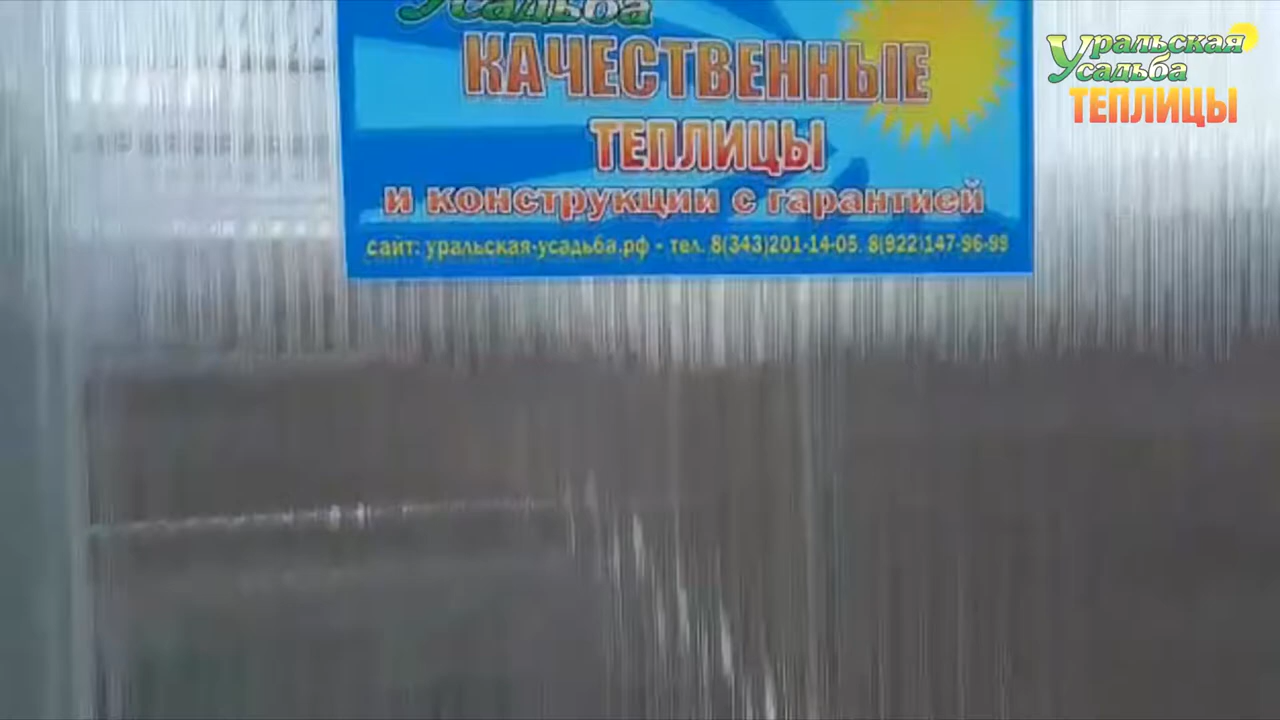 Усадьба
КАЧЕСТВЕННЫЕ
ТЕПЛИЦЫ
и конструкции с гарантией
сайт: уральская-усадьба.рф - тел. 8(343)201-14-05. 8(922)147-96-99
Уральская
Усадьба
ТЕПЛИЦЫ